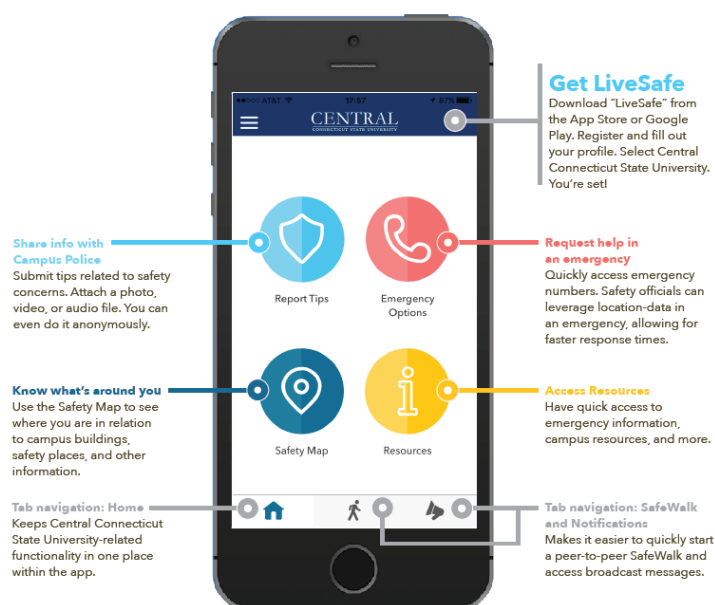 AT&T 17:57 87%
CENTRAL
CONNECTICUT STATE UNIVERSITY
Get LiveSafe
Download "LiveSafe" from
the App Store or Google
Play. Register and fill out
your profile. Select Central
Connecticut State University.
You're set!
Share info with
Campus Police
Submit tips related to safety
concerns. Attach a photo,
video, or audio file. You can
even do it anonymously.
Report Tips
Emergency
Options
Request help in
an emergency
Quickly access emergency
numbers. Safety officials can
leverage location-data in
an emergency, allowing for
faster response times.
Know what's around you
Use the Safety Map to see
where you are in relation
to campus buildings,
safety places, and other
information.
Safety Map
Resources
Access Resources
Have quick access to
emergency information,
campus resources, and more.
Tab navigation: Home
Keeps Central Connecticut
State University-related
functionality in one place
within the app.
Tab navigation: SafeWalk
and Notifications
Makes it easier to quickly start
a peer-to-peer SafeWalk and
access broadcast messages.